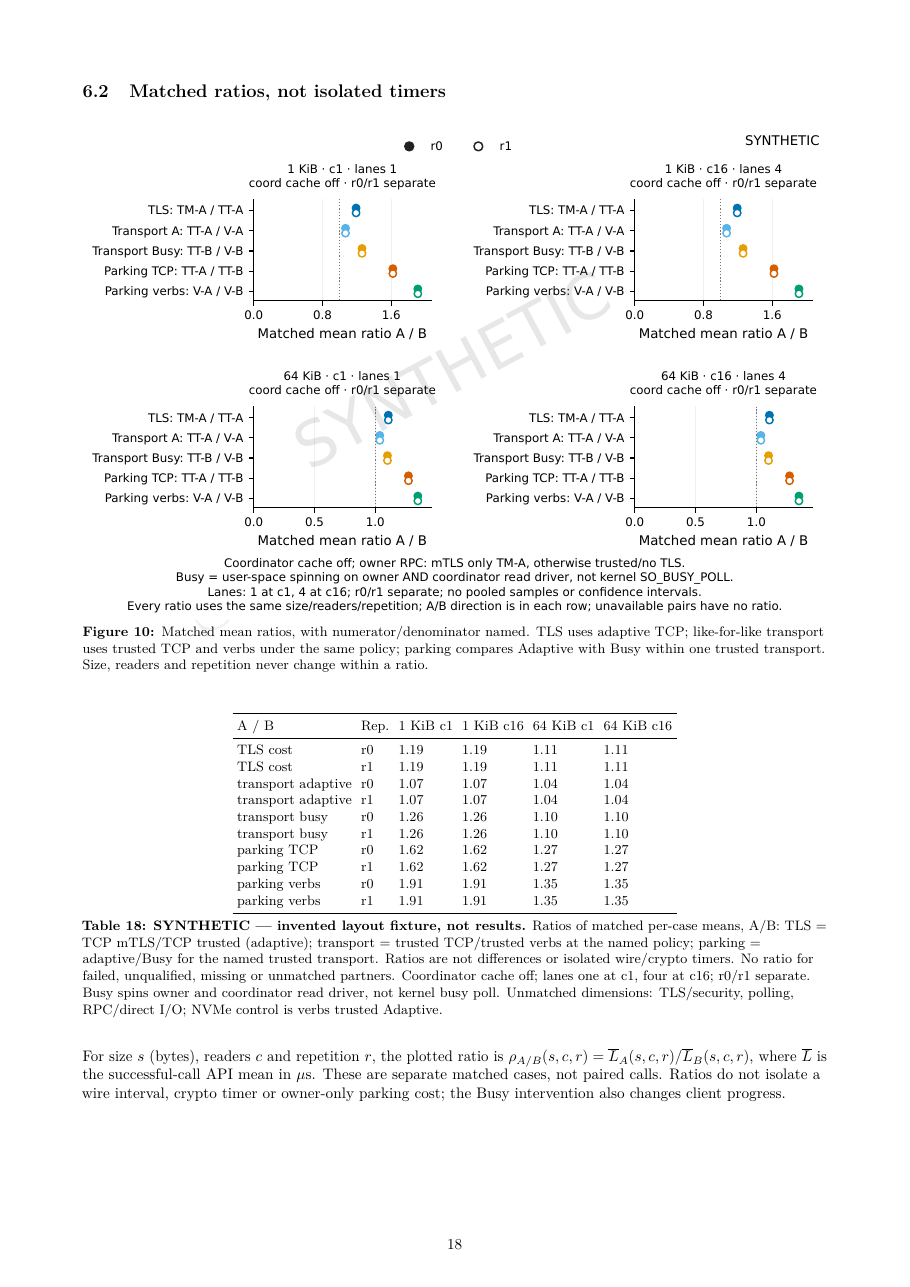 6.2 Matched ratios, not isolated timers
r0 r1
SYNTHETIC
1 KiB · c1 · lanes 1
coord cache off · r0/r1 separate
TLS: TM-A / TT-A
Transport A: TT-A / V-A
Transport Busy: TT-B / V-B
Parking TCP: TT-A / TT-B
Parking verbs: V-A / V-B
0.0 0.8 1.6
Matched mean ratio A / B
1 KiB · c16 · lanes 4
coord cache off · r0/r1 separate
TLS: TM-A / TT-A
Transport A: TT-A / V-A
Transport Busy: TT-B / V-B
Parking TCP: TT-A / TT-B
Parking verbs: V-A / V-B
0.0 0.8 1.6
Matched mean ratio A / B
64 KiB · c1 · lanes 1
coord cache off · r0/r1 separate
TLS: TM-A / TT-A
Transport A: TT-A / V-A
Transport Busy: TT-B / V-B
Parking TCP: TT-A / TT-B
Parking verbs: V-A / V-B
0.0 0.5 1.0
Matched mean ratio A / B
64 KiB · c16 · lanes 4
coord cache off · r0/r1 separate
TLS: TM-A / TT-A
Transport A: TT-A / V-A
Transport Busy: TT-B / V-B
Parking TCP: TT-A / TT-B
Parking verbs: V-A / V-B
0.0 0.5 1.0
Matched mean ratio A / B
SYNTHETIC
Coordinator cache off; owner RPC: mTLS only TM-A, otherwise trusted/no TLS.
Busy = user-space spinning on owner AND coordinator read driver, not kernel SO_BUSY_POLL.
Lanes: 1 at c1, 4 at c16; r0/r1 separate; no pooled samples or confidence intervals.
Every ratio uses the same size/readers/repetition; A/B direction is in each row; unavailable pairs have no ratio.
Figure 10: Matched mean ratios, with numerator/denominator named. TLS uses adaptive TCP; like-for-like transport
uses trusted TCP and verbs under the same policy; parking compares Adaptive with Busy within one trusted transport.
Size, readers and repetition never change within a ratio.
A / B Rep. 1 KiB c1 1 KiB c16 64 KiB c1 64 KiB c16
TLS cost r0 1.19 1.19 1.11 1.11
TLS cost r1 1.19 1.19 1.11 1.11
transport adaptive r0 1.07 1.07 1.04 1.04
transport adaptive r1 1.07 1.07 1.04 1.04
transport busy r0 1.26 1.26 1.10 1.10
transport busy r1 1.26 1.26 1.10 1.10
parking TCP r0 1.62 1.62 1.27 1.27
parking TCP r1 1.62 1.62 1.27 1.27
parking verbs r0 1.91 1.91 1.35 1.35
parking verbs r1 1.91 1.91 1.35 1.35
Table 18: SYNTHETIC — invented layout fixture, not results. Ratios of matched per-case means, A/B: TLS =
TCP mTLS/TCP trusted (adaptive); transport = trusted TCP/trusted verbs at the named policy; parking =
adaptive/Busy for the named trusted transport. Ratios are not differences or isolated wire/crypto timers. No ratio for
failed, unqualified, missing or unmatched partners. Coordinator cache off; lanes one at c1, four at c16; r0/r1 separate.
Busy spins owner and coordinator read driver, not kernel busy poll. Unmatched dimensions: TLS/security, polling,
RPC/direct I/O; NVMe control is verbs trusted Adaptive.
For size s (bytes), readers c and repetition r, the plotted ratio is ρ_{A/B}(s, c, r) = L̅_A(s, c, r)/L̅_B(s, c, r), where L̅ is
the successful-call API mean in μs. These are separate matched cases, not paired calls. Ratios do not isolate a
wire interval, crypto timer or owner-only parking cost; the Busy intervention also changes client progress.
18